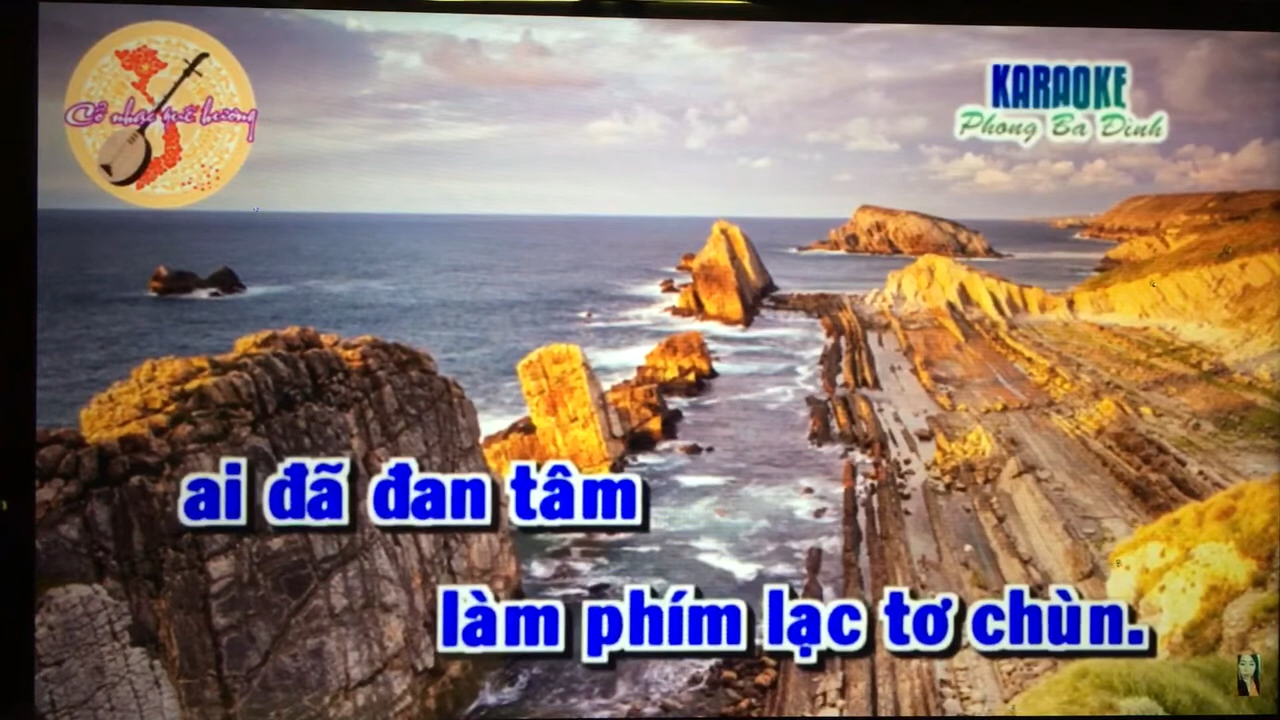 Cổ nhạc quê hương
KARAOKE
Phong Ba Dinh
ai đã đan tâm
làm phím lạc tơ chùn.